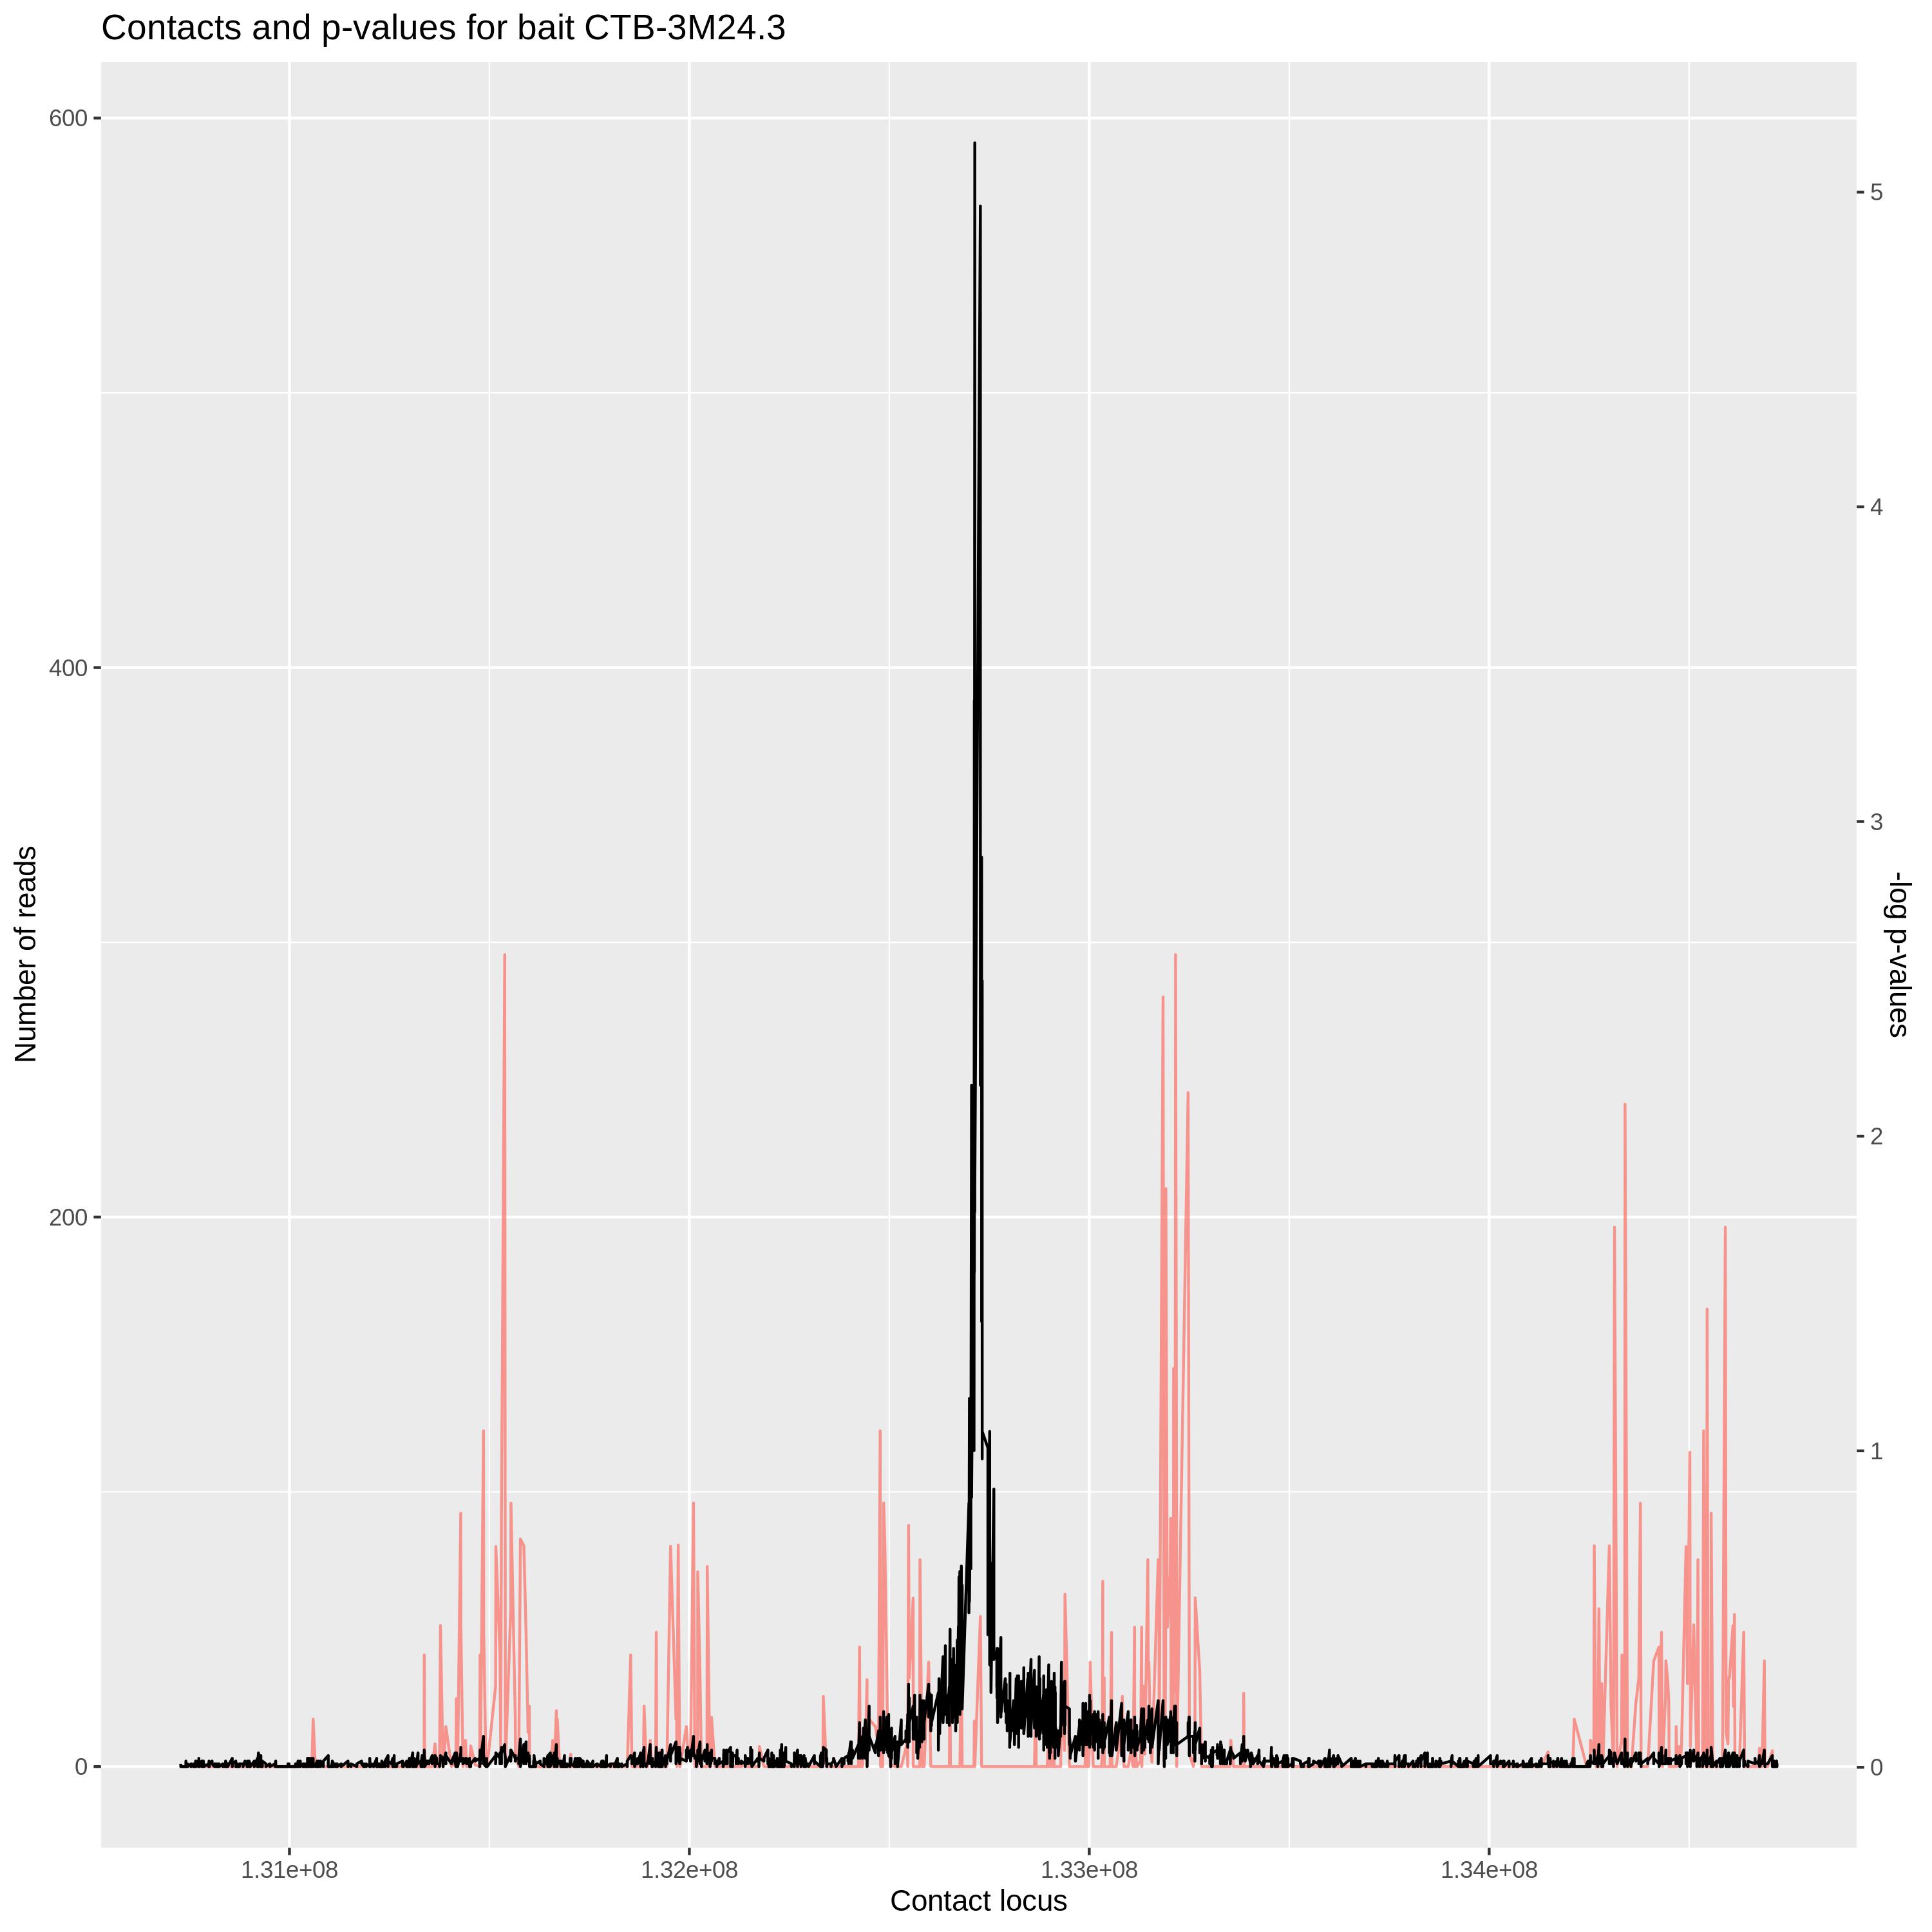 Contacts and p-values for bait CTB-3M24.3
600
400
200
0
Number of reads
5
4
3
2
1
0
-log p-values
1.31e+08
1.32e+08
1.33e+08
1.34e+08
Contact locus